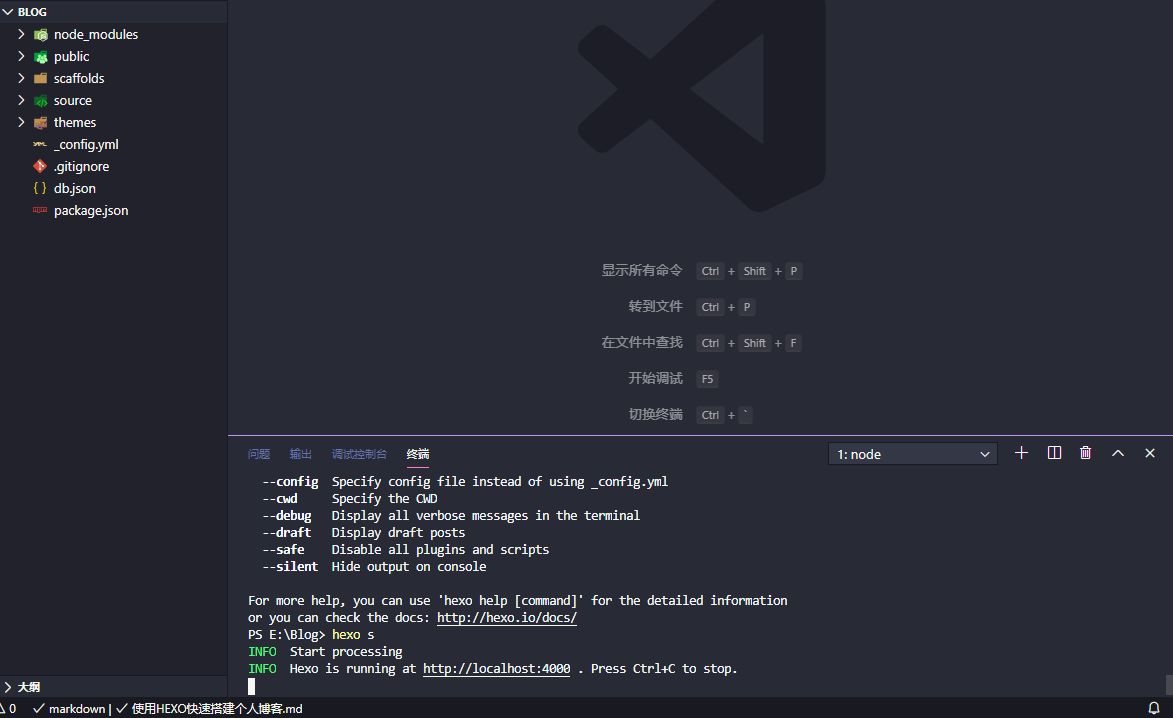 BLOG
node_modules
public
scaffolds
source
themes
_config.yml
.gitignore
db.json
package.json
显示所有命令 Ctrl + Shift + P
转到文件 Ctrl + P
在文件中查找 Ctrl + Shift + F
开始调试 F5
切换终端 Ctrl + `
问题 输出 调试控制台 终端 1: node
--config Specify config file instead of using _config.yml
--cwd Specify the CWD
--debug Display all verbose messages in the terminal
--draft Display draft posts
--safe Disable all plugins and scripts
--silent Hide output on console
For more help, you can use 'hexo help [command]' for the detailed information
or you can check the docs: http://hexo.io/docs/
PS E:\Blog> hexo s
INFO Start processing
INFO Hexo is running at http://localhost:4000 . Press Ctrl+C to stop.
大纲
0 markdown | 使用HEXO快速搭建个人博客.md